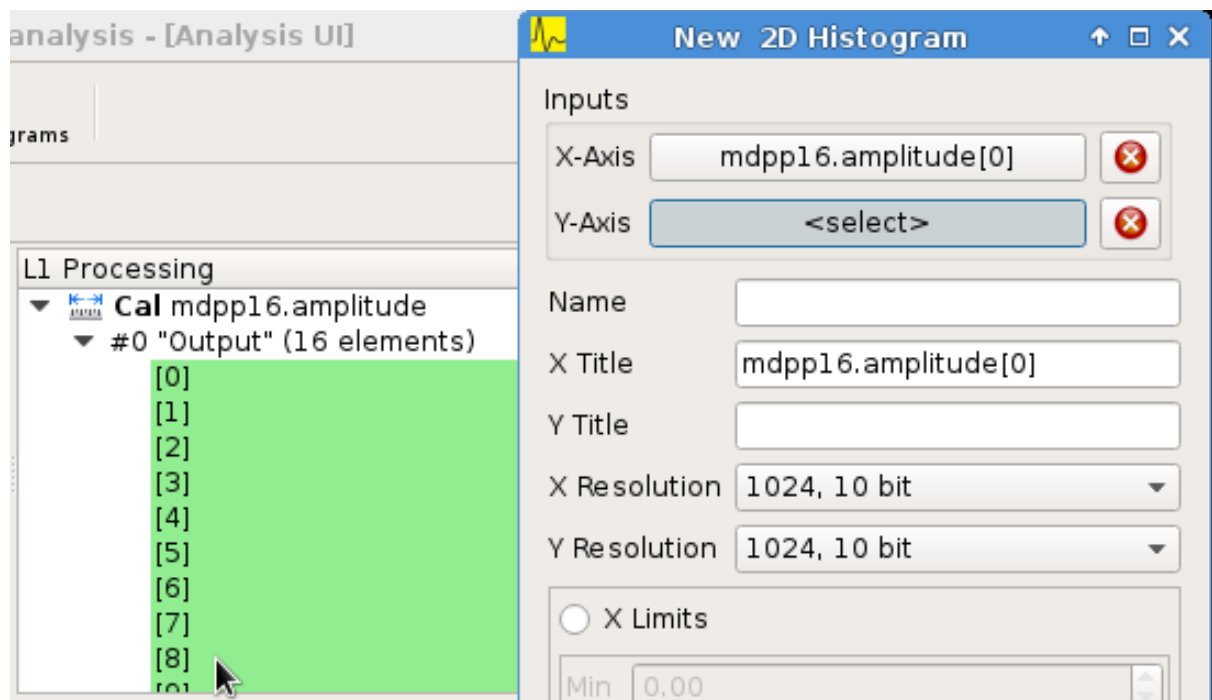 analysis - [Analysis UI]
grams
L1 Processing
Cal mdpp16.amplitude
#0 "Output" (16 elements)
[0]
[1]
[2]
[3]
[4]
[5]
[6]
[7]
[8]
[9]
New 2D Histogram
Inputs
X-Axis mdpp16.amplitude[0]
Y-Axis <select>
Name
X Title mdpp16.amplitude[0]
Y Title
X Resolution 1024, 10 bit
Y Resolution 1024, 10 bit
X Limits
Min 0.00